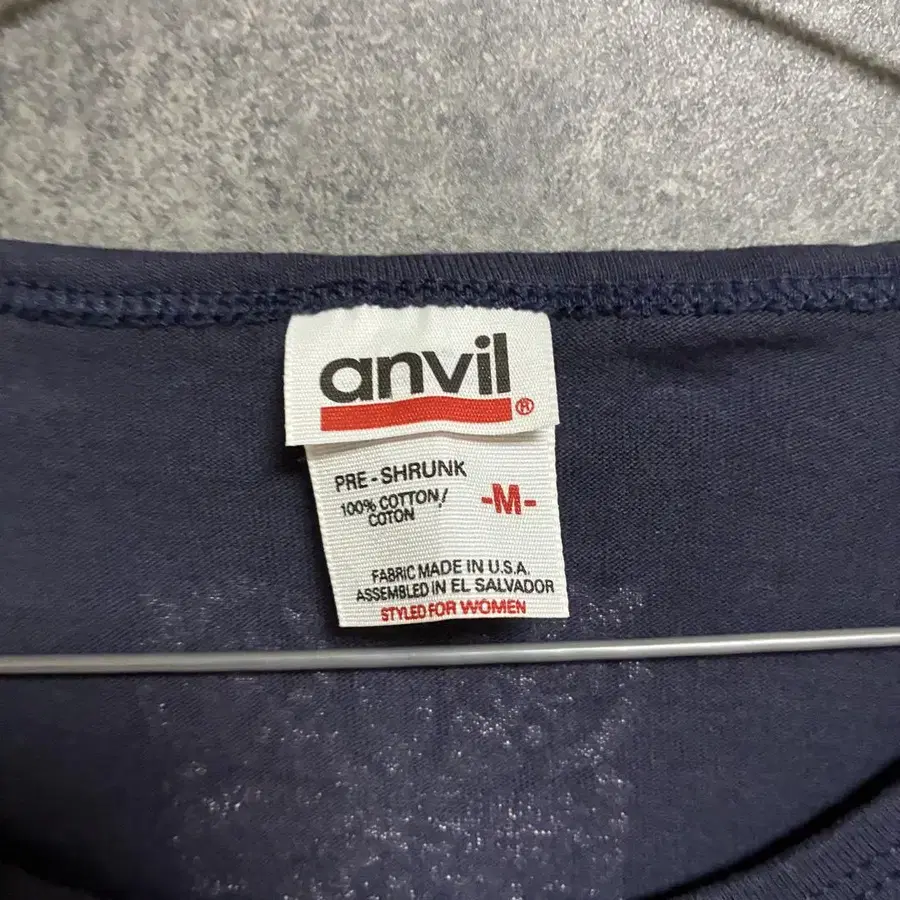 anvil®
PRE-SHRUNK
100% COTTON/
COTON
-M-
FABRIC MADE IN U.S.A.
ASSEMBLED IN EL SALVADOR
STYLED FOR WOMEN